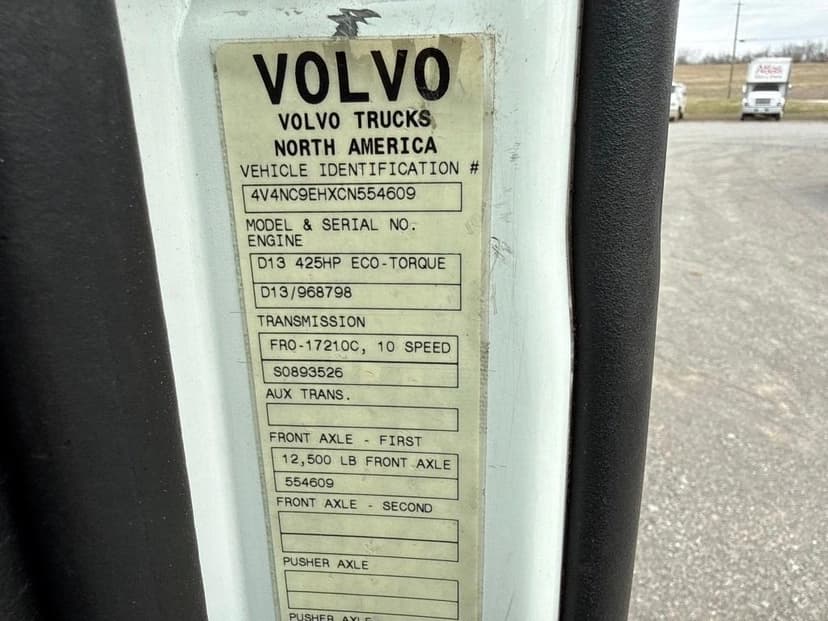 VOLVO
VOLVO TRUCKS
NORTH AMERICA
VEHICLE IDENTIFICATION #
4V4NC9EHXCN554609
MODEL & SERIAL NO.
ENGINE
D13 425HP ECO-TORQUE
D13/968798
TRANSMISSION
FRO-17210C, 10 SPEED
S0893526
AUX TRANS.
FRONT AXLE - FIRST
12,500 LB FRONT AXLE
554609
FRONT AXLE - SECOND
PUSHER AXLE
PUSHER AXLE